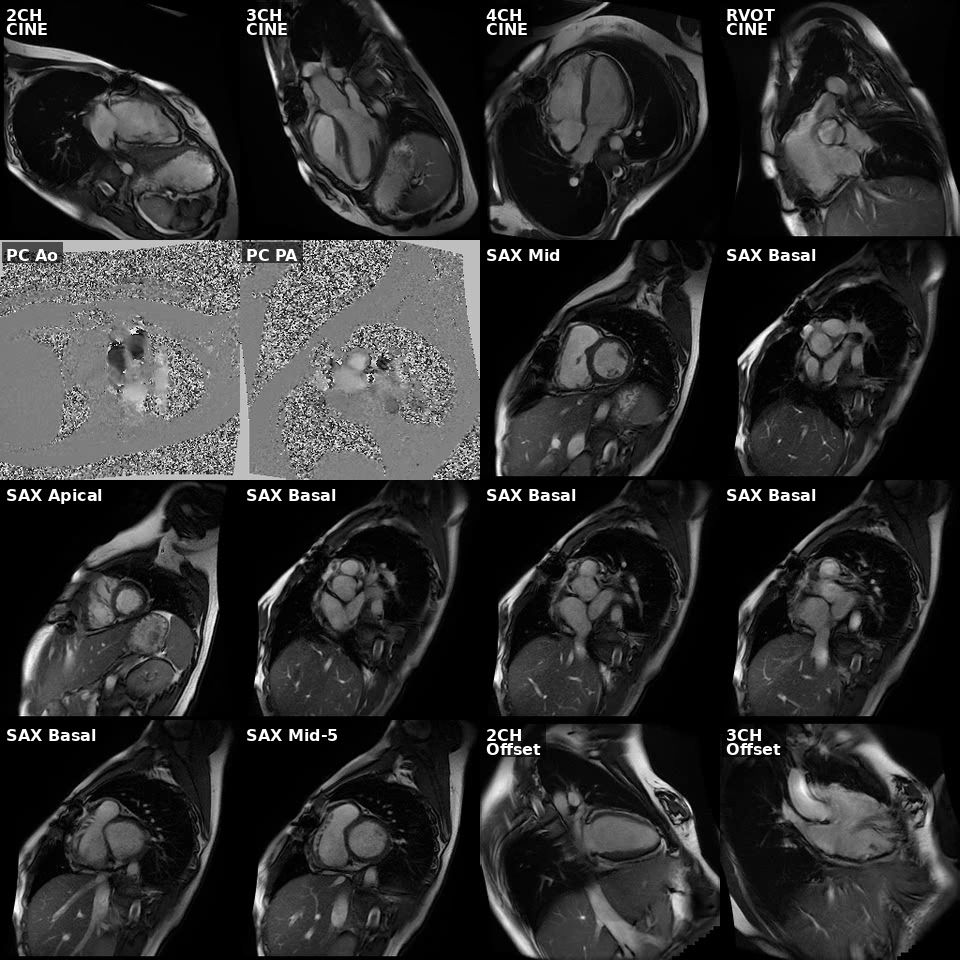 2CH
CINE
3CH
CINE
4CH
CINE
RVOT
CINE
PC Ao
PC PA
SAX Mid
SAX Basal
SAX Apical
SAX Basal
SAX Basal
SAX Basal
SAX Basal
SAX Mid-5
2CH
Offset
3CH
Offset